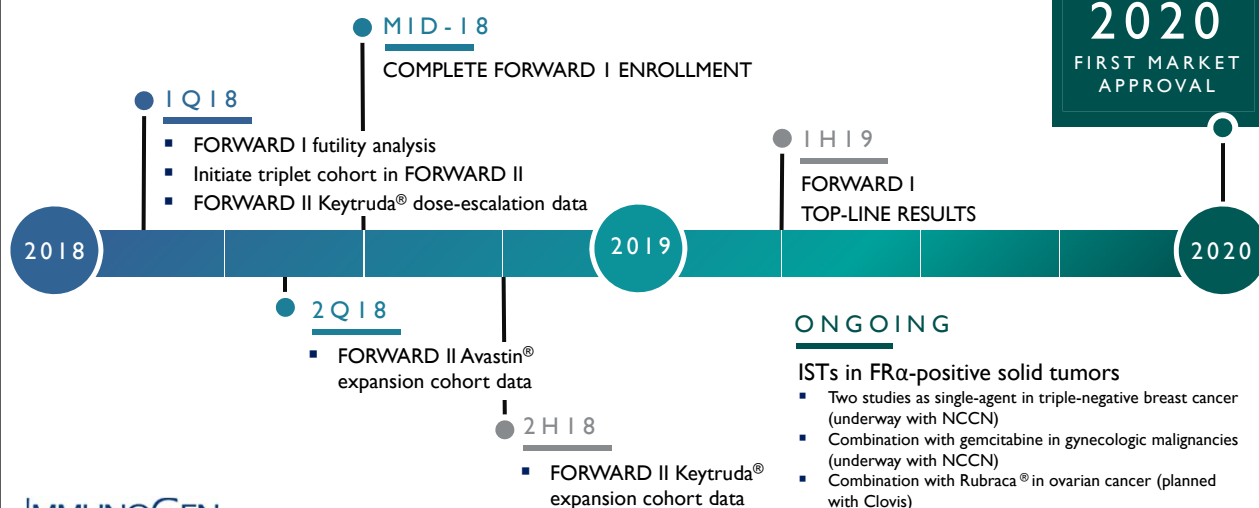 MID-18
COMPLETE FORWARD I ENROLLMENT
2020
FIRST MARKET
APPROVAL
1Q18
▪ FORWARD I futility analysis
▪ Initiate triplet cohort in FORWARD II
▪ FORWARD II Keytruda® dose-escalation data
1H19
FORWARD I
TOP-LINE RESULTS
2018
2019
2020
2Q18
▪ FORWARD II Avastin®
expansion cohort data
2H18
▪ FORWARD II Keytruda®
expansion cohort data
ONGOING
ISTs in FRα-positive solid tumors
▪ Two studies as single-agent in triple-negative breast cancer
(underway with NCCN)
▪ Combination with gemcitabine in gynecologic malignancies
(underway with NCCN)
▪ Combination with Rubraca® in ovarian cancer (planned
with Clovis)
IMMUNOGEN